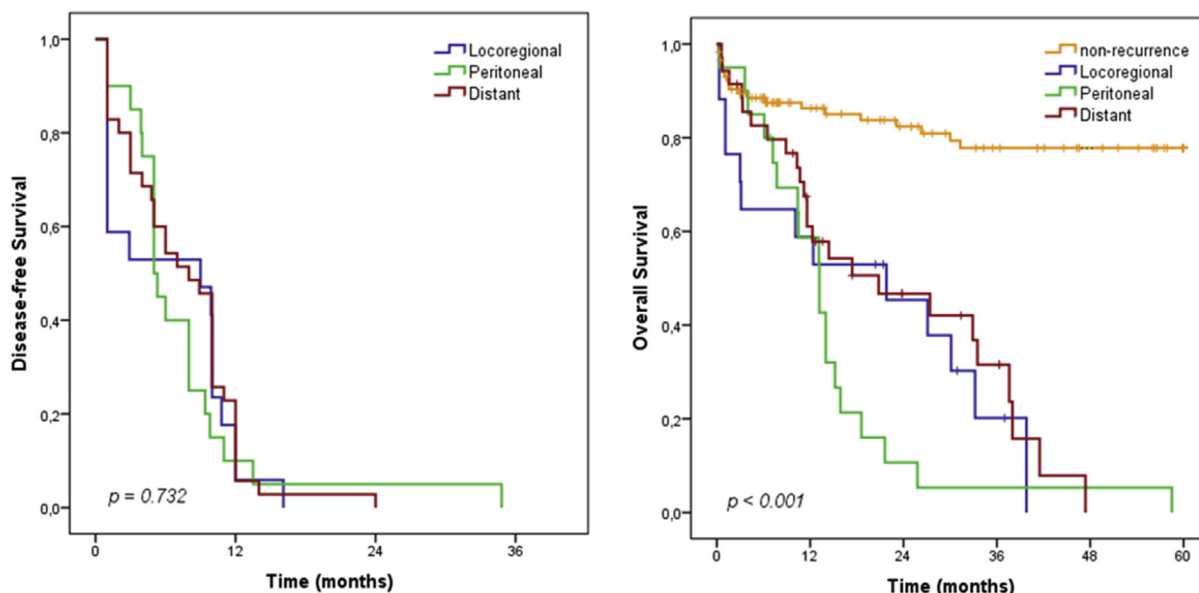 1,0
0,8
0,6
0,4
0,2
0,0
Disease-free Survival
Locoregional
Peritoneal
Distant
p = 0.732
0 12 24 36
Time (months)
1,0
0,8
0,6
0,4
0,2
0,0
Overall Survival
non-recurrence
Locoregional
Peritoneal
Distant
p < 0.001
0 12 24 36 48 60
Time (months)